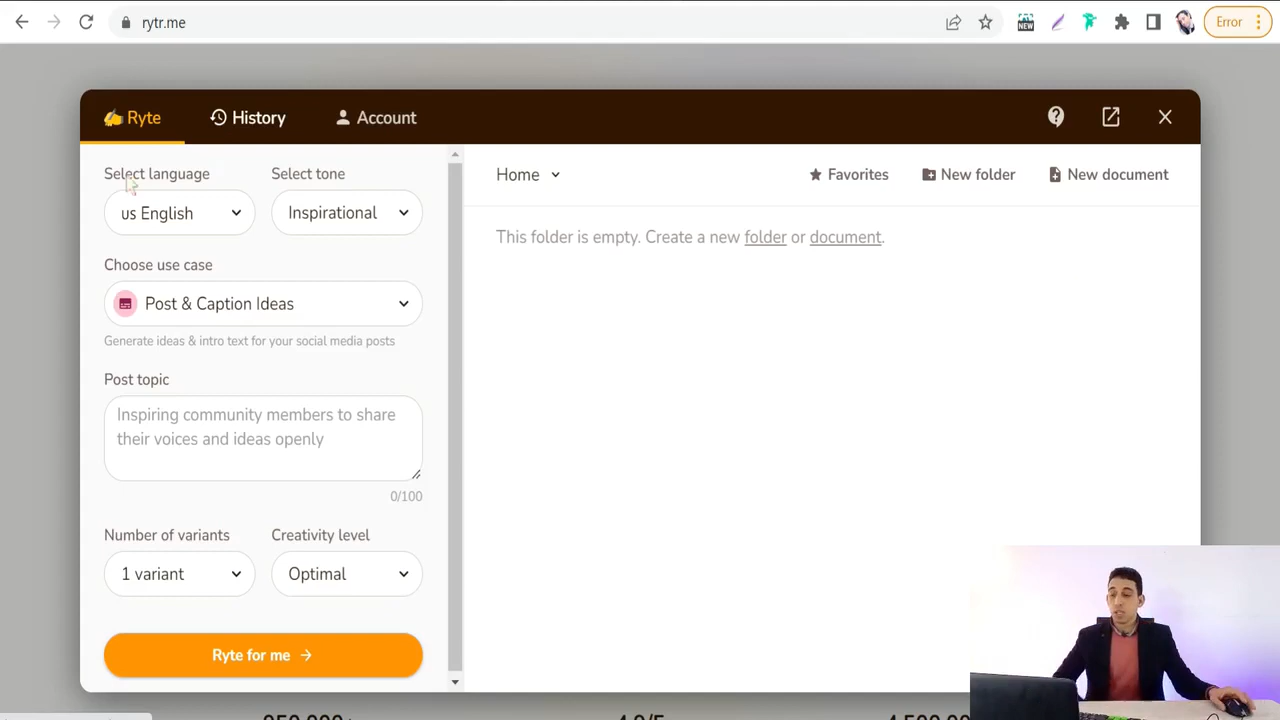 rytr.me
NEW
Error
Ryte
History
Account
Select language
Select tone
us English
Inspirational
Choose use case
Post & Caption Ideas
Generate ideas & intro text for your social media posts
Post topic
Inspiring community members to share
their voices and ideas openly
0/100
Number of variants
Creativity level
1 variant
Optimal
Ryte for me
Home
Favorites
New folder
New document
This folder is empty. Create a new folder or document.